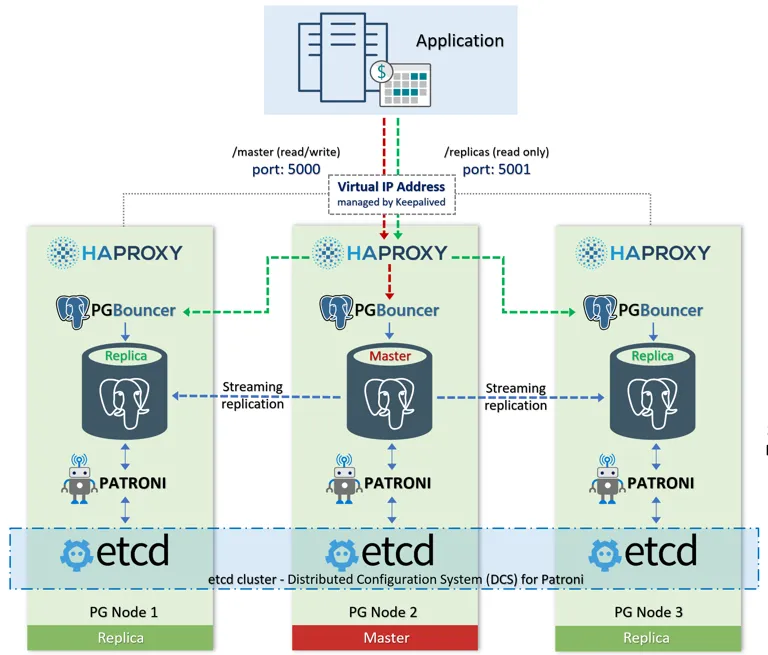 Application
$
/master (read/write)
port: 5000
/replicas (read only)
port: 5001
Virtual IP Address
managed by Keepalived
HAPROXY
HAPROXY
HAPROXY
PGBouncer
PGBouncer
PGBouncer
Replica
Master
Replica
Streaming
replication
Streaming
replication
PATRONI
PATRONI
PATRONI
etcd
etcd
etcd
etcd cluster - Distributed Configuration System (DCS) for Patroni
PG Node 1
PG Node 2
PG Node 3
Replica
Master
Replica